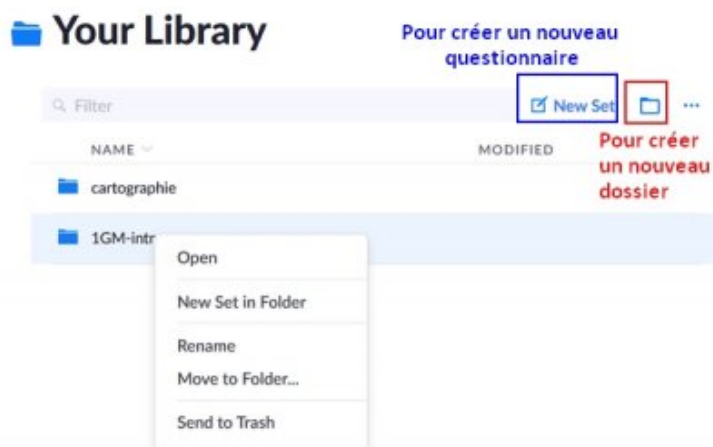 Your Library
Pour créer un nouveau
questionnaire
Filter
New Set
NAME
MODIFIED
Pour créer
un nouveau
dossier
cartographie
1GM-intr
Open
New Set in Folder
Rename
Move to Folder...
Send to Trash